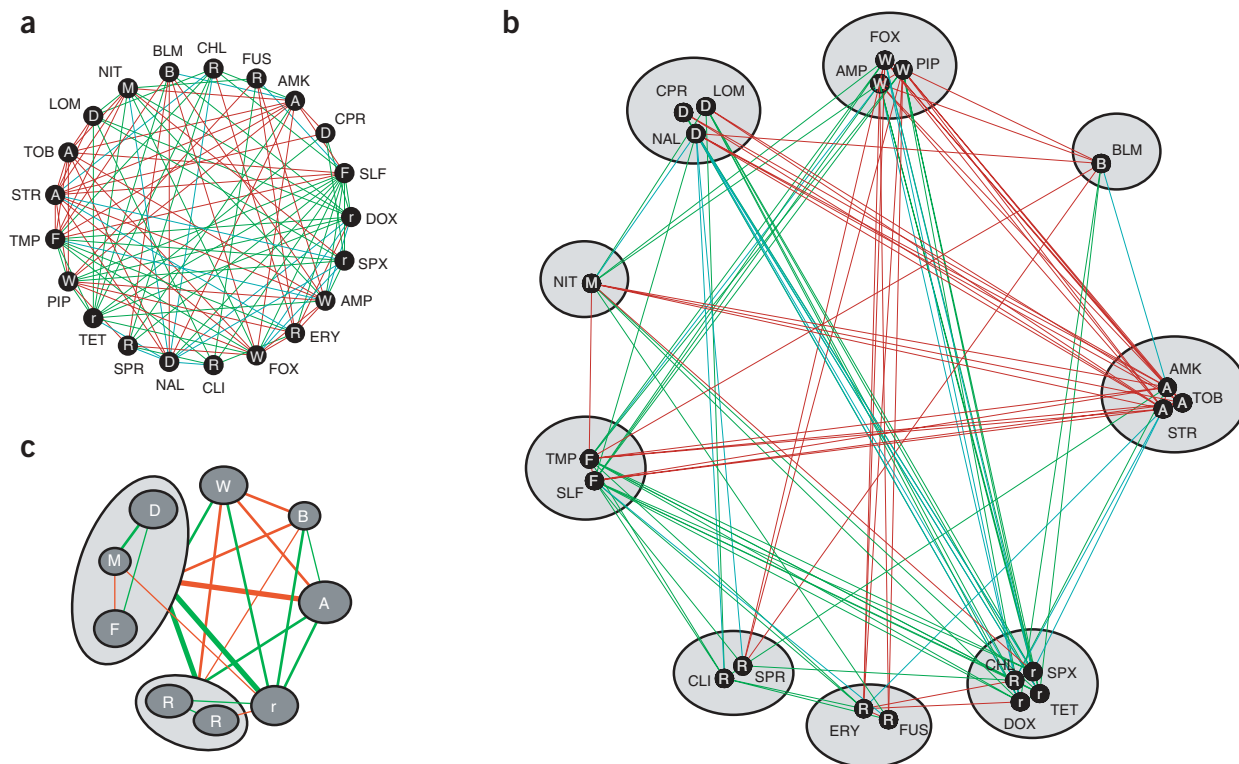 a
BLM
CHL
FUS
NIT
AMK
LOM
CPR
TOB
SLF
STR
DOX
TMP
SPX
PIP
AMP
TET
ERY
SPR
FOX
NAL
CLI
B
R
R
M
A
D
D
A
F
A
r
F
r
W
W
r
R
R
W
D
R
b
FOX
AMP
PIP
W
W
W
CPR
LOM
D
D
NAL
D
BLM
B
NIT
M
AMK
A
A
TOB
A
STR
TMP
F
SLF
F
CLI
R
R
SPR
ERY
R
R
FUS
CHL
R
r
SPX
r
r
DOX
TET
c
W
D
B
M
A
F
R
R
r